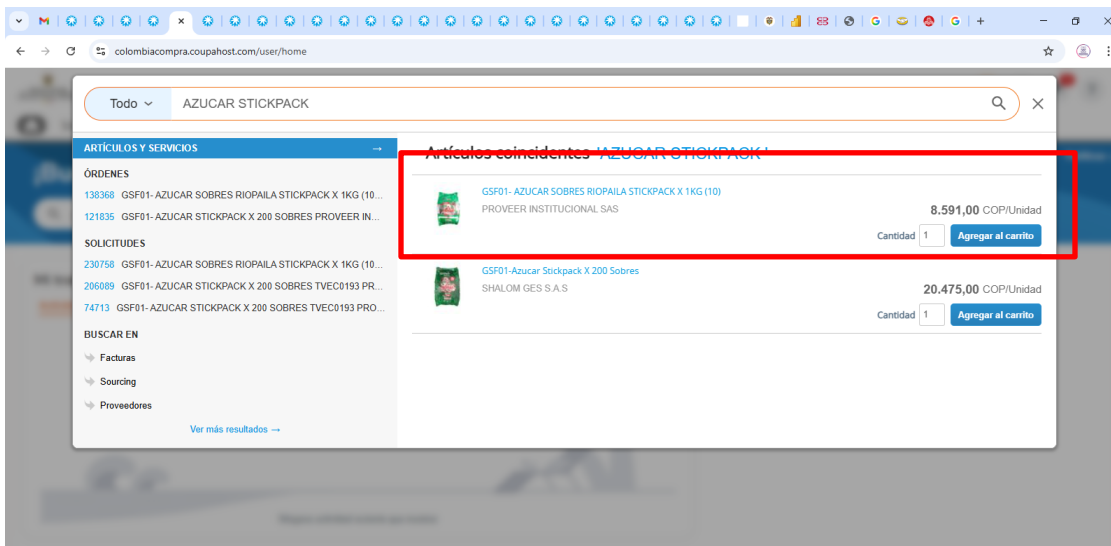 colombiacompra.coupahost.com/user/home
Todo
AZUCAR STICKPACK
ARTÍCULOS Y SERVICIOS →
ÓRDENES
138368 GSF01- AZUCAR SOBRES RIOPAILA STICKPACK X 1KG (10...
121835 GSF01- AZUCAR STICKPACK X 200 SOBRES PROVEER IN...
SOLICITUDES
230758 GSF01- AZUCAR SOBRES RIOPAILA STICKPACK X 1KG (10...
206089 GSF01- AZUCAR STICKPACK X 200 SOBRES TVEC0193 PR...
74713 GSF01- AZUCAR STICKPACK X 200 SOBRES TVEC0193 PRO...
BUSCAR EN
Facturas
Sourcing
Proveedores
Ver más resultados →
Artículos coincidentes 'AZUCAR STICKPACK'
GSF01- AZUCAR SOBRES RIOPAILA STICKPACK X 1KG (10)
PROVEER INSTITUCIONAL SAS
8.591,00 COP/Unidad
Cantidad 1 Agregar al carrito
GSF01-Azucar Stickpack X 200 Sobres
SHALOM GES S.A.S
20.475,00 COP/Unidad
Cantidad 1 Agregar al carrito